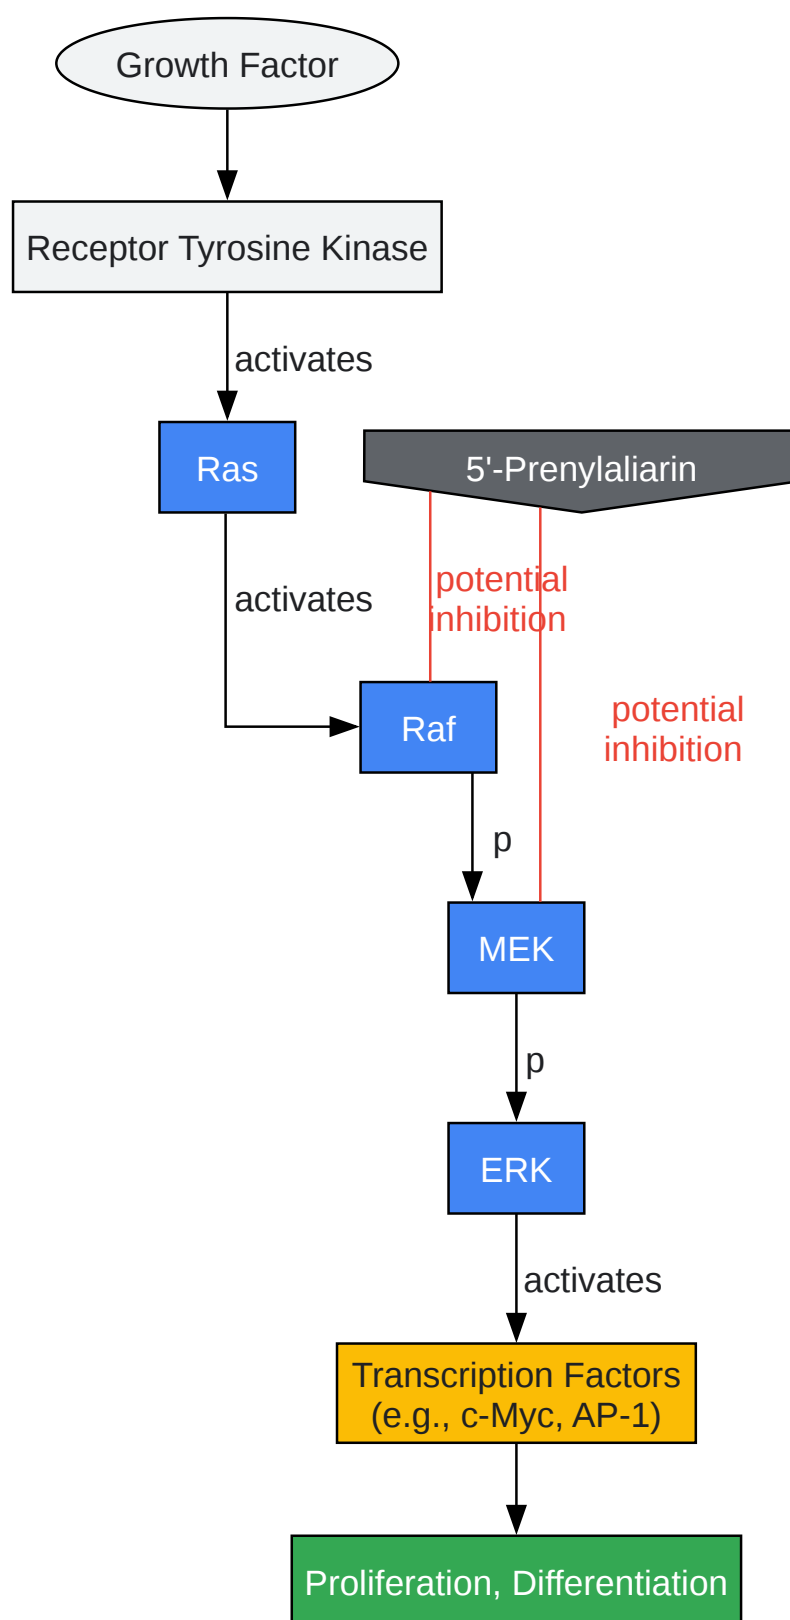 Growth Factor
Receptor Tyrosine Kinase
activates
Ras
5'-Prenylaliarin
activates
potential
inhibition
Raf
potential
inhibition
p
MEK
p
ERK
activates
Transcription Factors
(e.g., c-Myc, AP-1)
Proliferation, Differentiation